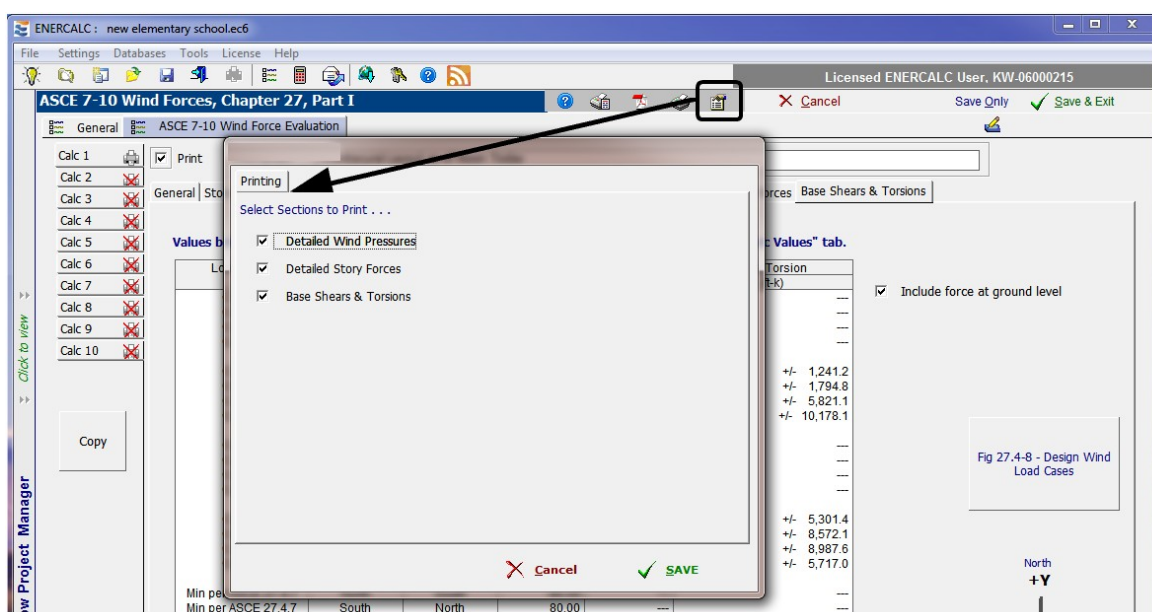 ENERCALC : new elementary school.ec6
File Settings Databases Tools License Help
Licensed ENERCALC User, KW-06000215
ASCE 7-10 Wind Forces, Chapter 27, Part I
Cancel
Save Only
Save & Exit
General
ASCE 7-10 Wind Force Evaluation
Calc 1
Print
Calc 2
Calc 3
Calc 4
Calc 5
Calc 6
Calc 7
Calc 8
Calc 9
Calc 10
Copy
General Sto
orces Base Shears & Torsions
Values b
c Values" tab.
Lo
Torsion
ft-k)
---
---
---
---
+/- 1,241.2
+/- 1,794.8
+/- 5,821.1
+/- 10,178.1
---
---
---
---
+/- 5,301.4
+/- 8,572.1
+/- 8,987.6
+/- 5,717.0
---
Min pe
Min per ASCE 27.4.7 South North 80.00 --- ---
Include force at ground level
Fig 27.4-8 - Design Wind
Load Cases
North
+Y
Printing
Select Sections to Print . . .
Detailed Wind Pressures
Detailed Story Forces
Base Shears & Torsions
Cancel
SAVE
Click to view
w Project Manager